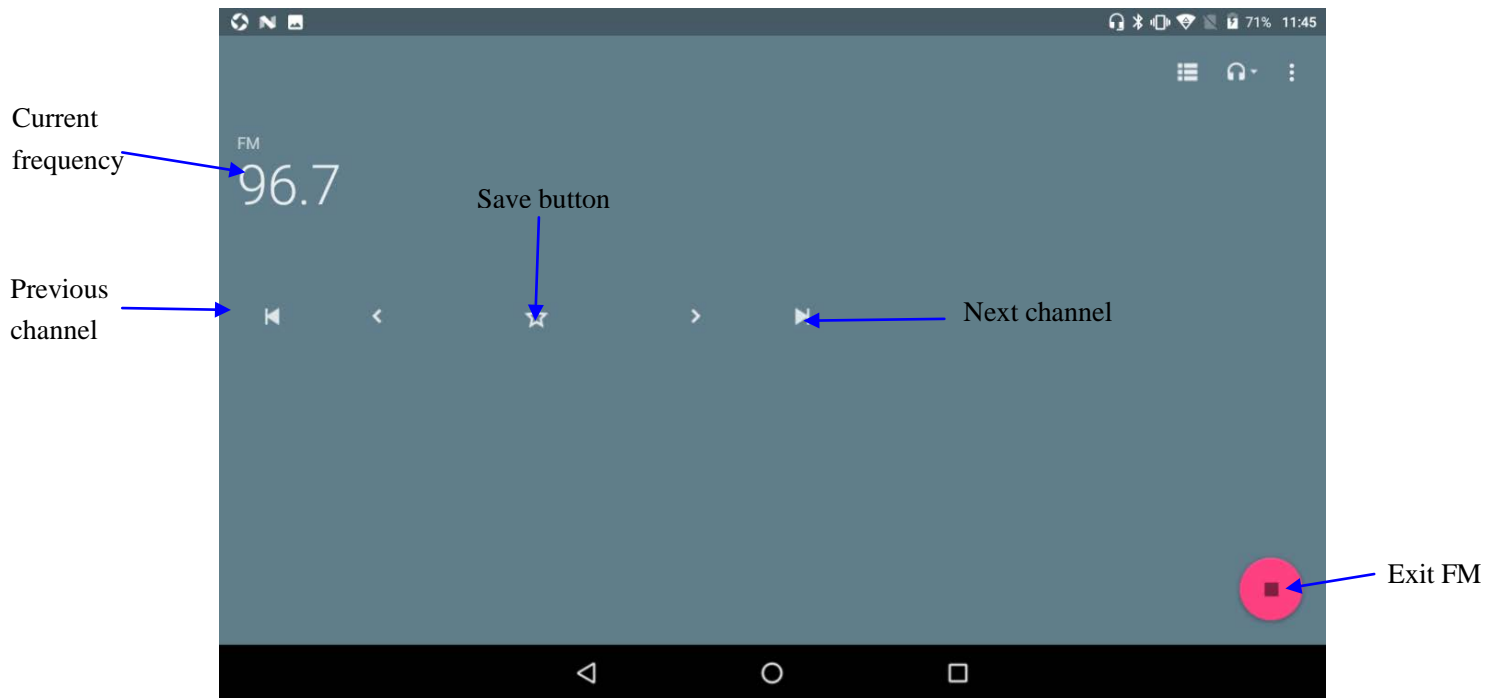 71% 11:45
Current
frequency
FM
96.7
Save button
Previous
channel
Next channel
Exit FM